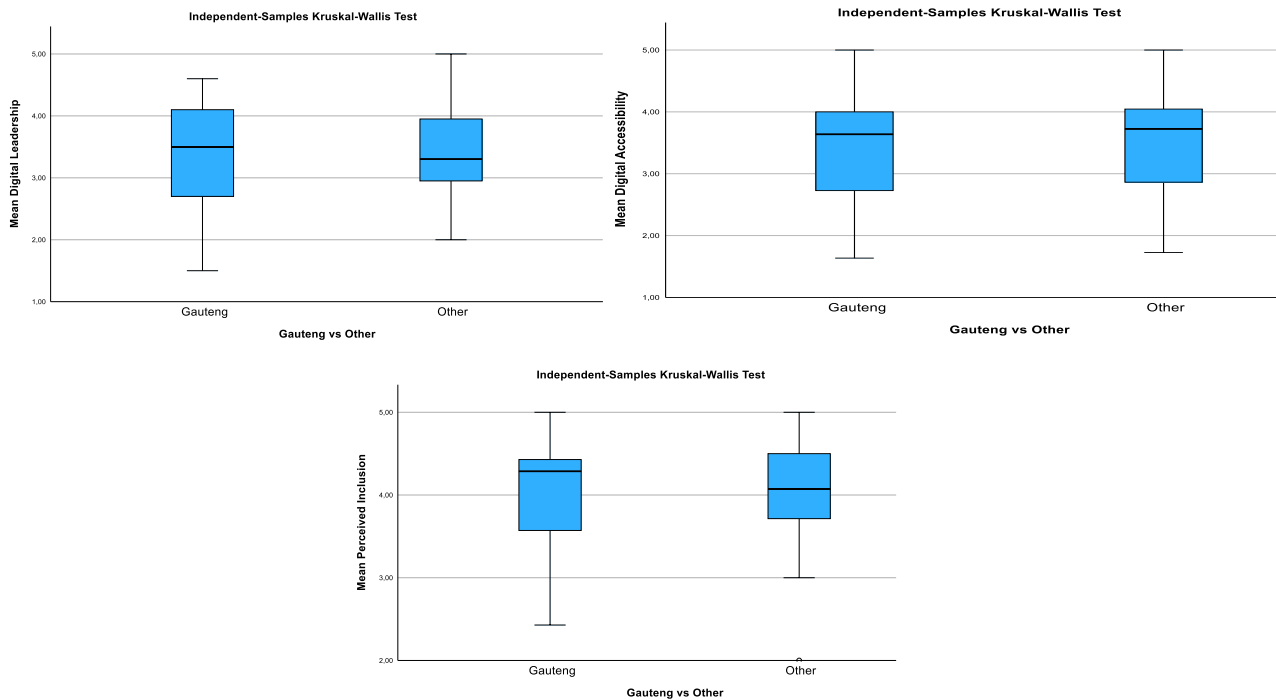 Independent-Samples Kruskal-Wallis Test
Mean Digital Leadership
5,00
4,00
3,00
2,00
1,00
Gauteng
Other
Gauteng vs Other
Independent-Samples Kruskal-Wallis Test
Mean Digital Accessibility
5,00
4,00
3,00
2,00
1,00
Gauteng
Other
Gauteng vs Other
Independent-Samples Kruskal-Wallis Test
Mean Perceived Inclusion
5,00
4,00
3,00
2,00
Gauteng
Other
Gauteng vs Other